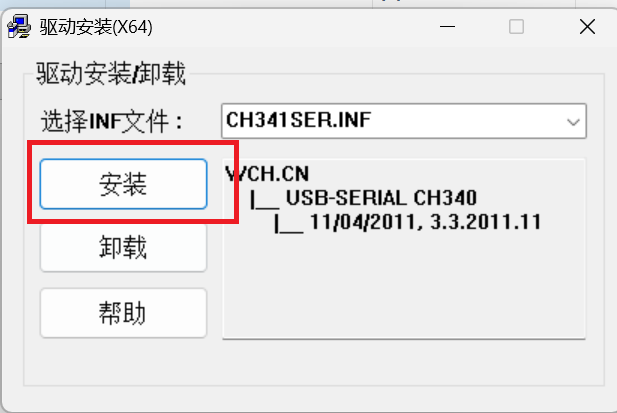 驱动安装(X64)
驱动安装/卸载
选择INF文件： CH341SER.INF
安装
卸载
帮助
WCH.CN
|__ USB-SERIAL CH340
|__ 11/04/2011, 3.3.2011.11